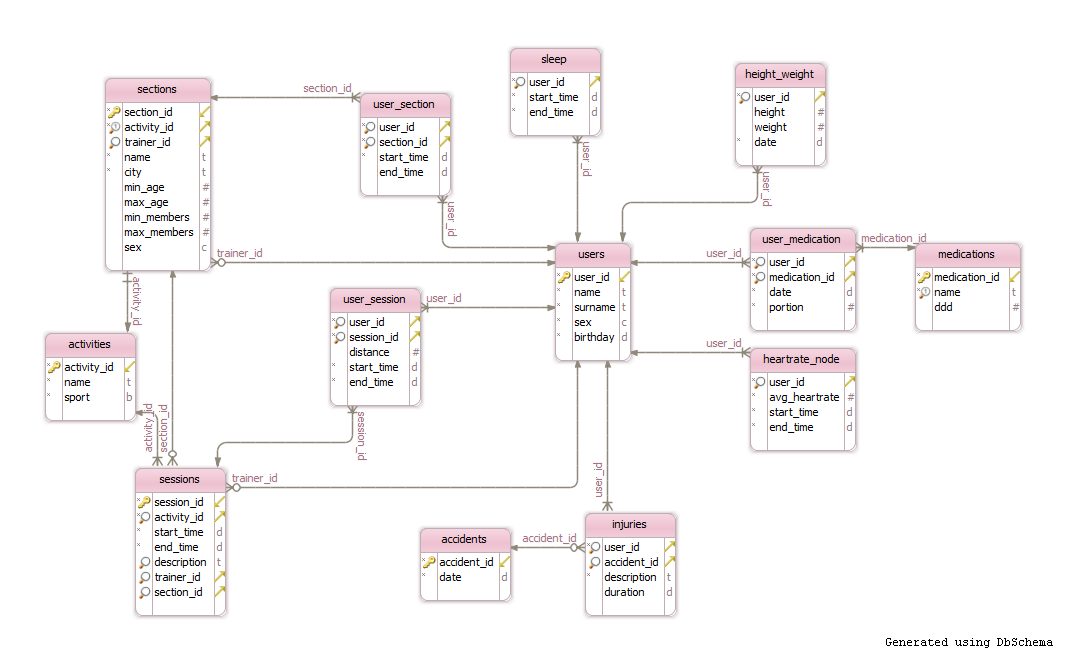 sleep
user_id
start_time d
end_time d
height_weight
user_id
height #
weight #
date d
sections
section_id
activity_id
trainer_id
name t
city t
min_age #
max_age #
min_members #
max_members #
sex c
section_id
user_section
user_id
section_id
start_time d
end_time d
user_id
user_id
user_id
trainer_id
users
user_id
name t
surname t
sex c
birthday d
user_id
user_medication
user_id
medication_id
date d
portion #
medication_id
medications
medication_id
name t
ddd #
activity_id
user_session
user_id
session_id
distance #
start_time d
end_time d
user_id
activities
activity_id
name t
sport b
user_id
heartrate_node
user_id
avg_heartrate #
start_time d
end_time d
activity_id
section_id
session_id
sessions
session_id
activity_id
start_time d
end_time d
description t
trainer_id
section_id
trainer_id
user_id
accidents
accident_id
date d
accident_id
injuries
user_id
accident_id
description t
duration d
Generated using DbSchema